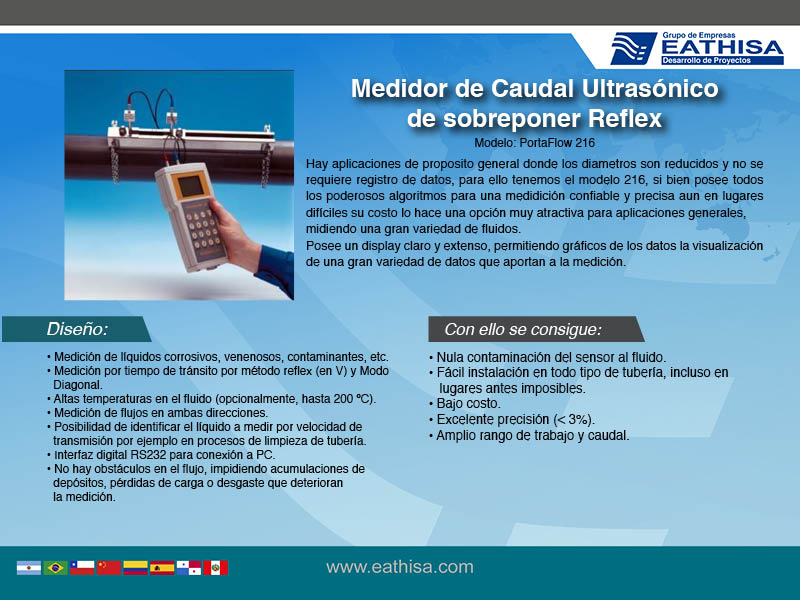 Grupo de Empresas
EATHISA
Desarrollo de Proyectos
Medidor de Caudal Ultrasónico
de sobreponer Reflex
Modelo: PortaFlow 216
Hay aplicaciones de proposito general donde los diametros son reducidos y no se
requiere registro de datos, para ello tenemos el modelo 216, si bien posee todos
los poderosos algoritmos para una medidición confiable y precisa aun en lugares
difíciles su costo lo hace una opción muy atractiva para aplicaciones generales,
midiendo una gran variedad de fluidos.
Posee un display claro y extenso, permitiendo gráficos de los datos la visualización
de una gran variedad de datos que aportan a la medición.
Diseño:
• Medición de líquidos corrosivos, venenosos, contaminantes, etc.
• Medición por tiempo de tránsito por método reflex (en V) y Modo
Diagonal.
• Altas temperaturas en el fluido (opcionalmente, hasta 200 ºC).
• Medición de flujos en ambas direcciones.
• Posibilidad de identificar el líquido a medir por velocidad de
transmisión por ejemplo en procesos de limpieza de tubería.
• Interfaz digital RS232 para conexión a PC.
• No hay obstáculos en el flujo, impidiendo acumulaciones de
depósitos, pérdidas de carga o desgaste que deterioran
la medición.
Con ello se consigue:
• Nula contaminación del sensor al fluido.
• Fácil instalación en todo tipo de tubería, incluso en
lugares antes imposibles.
• Bajo costo.
• Excelente precisión (< 3%).
• Amplio rango de trabajo y caudal.
www.eathisa.com